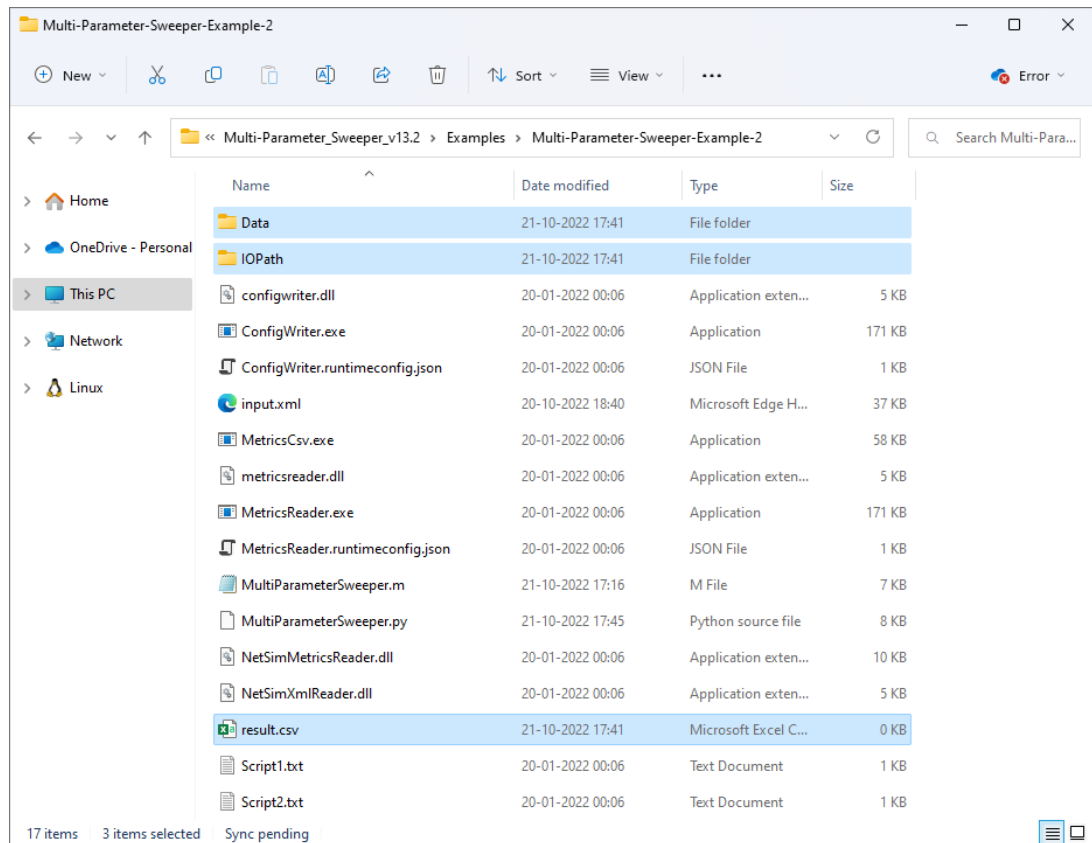 Multi-Parameter-Sweeper-Example-2
New Sort View ... Error
« Multi-Parameter_Sweeper_v13.2 > Examples > Multi-Parameter-Sweeper-Example-2 Search Multi-Para...
Name Date modified Type Size
Home
OneDrive - Personal
This PC
Network
Linux
Data 21-10-2022 17:41 File folder
IOPath 21-10-2022 17:41 File folder
configwriter.dll 20-01-2022 00:06 Application exten... 5 KB
ConfigWriter.exe 20-01-2022 00:06 Application 171 KB
ConfigWriter.runtimeconfig.json 20-01-2022 00:06 JSON File 1 KB
input.xml 20-10-2022 18:40 Microsoft Edge H... 37 KB
MetricsCsv.exe 20-01-2022 00:06 Application 58 KB
metricsreader.dll 20-01-2022 00:06 Application exten... 5 KB
MetricsReader.exe 20-01-2022 00:06 Application 171 KB
MetricsReader.runtimeconfig.json 20-01-2022 00:06 JSON File 1 KB
MultiParameterSweeper.m 21-10-2022 17:16 M File 7 KB
MultiParameterSweeper.py 21-10-2022 17:45 Python source file 8 KB
NetSimMetricsReader.dll 20-01-2022 00:06 Application exten... 10 KB
NetSimXmlReader.dll 20-01-2022 00:06 Application exten... 5 KB
result.csv 21-10-2022 17:41 Microsoft Excel C... 0 KB
Script1.txt 20-01-2022 00:06 Text Document 1 KB
Script2.txt 20-01-2022 00:06 Text Document 1 KB
17 items 3 items selected Sync pending